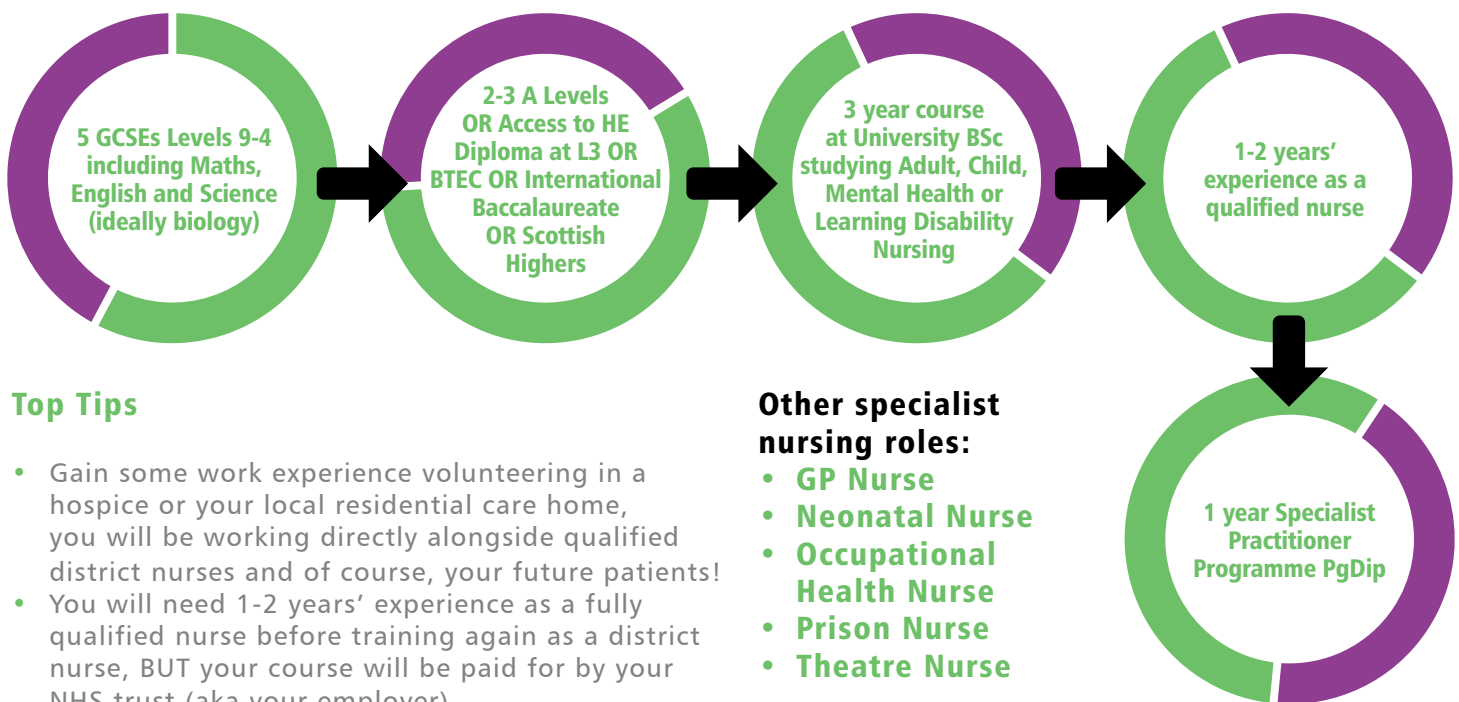 5 GCSEs Levels 9-4
including Maths,
English and Science
(ideally biology)
2-3 A Levels
OR Access to HE
Diploma at L3 OR
BTEC OR International
Baccalaureate
OR Scottish
Highers
3 year course
at University BSc
studying Adult, Child,
Mental Health or
Learning Disability
Nursing
1-2 years’
experience as a
qualified nurse
1 year Specialist
Practitioner
Programme PgDip
Top Tips
• Gain some work experience volunteering in a
hospice or your local residential care home,
you will be working directly alongside qualified
district nurses and of course, your future patients!
• You will need 1-2 years’ experience as a fully
qualified nurse before training again as a district
nurse, BUT your course will be paid for by your
NHS trust (aka your employer)
Other specialist
nursing roles:
• GP Nurse
• Neonatal Nurse
• Occupational
Health Nurse
• Prison Nurse
• Theatre Nurse